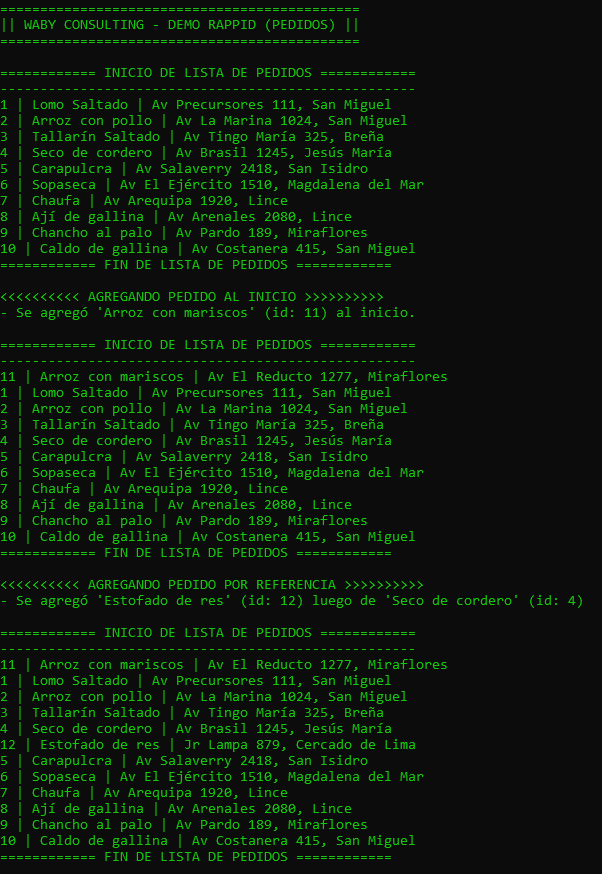 =============================================
|| WABY CONSULTING - DEMO RAPPID (PEDIDOS) ||
=============================================
============ INICIO DE LISTA DE PEDIDOS ============
----------------------------------------------------
1 | Lomo Saltado | Av Precursores 111, San Miguel
2 | Arroz con pollo | Av La Marina 1024, San Miguel
3 | Tallarín Saltado | Av Tingo María 325, Breña
4 | Seco de cordero | Av Brasil 1245, Jesús María
5 | Carapulcra | Av Salaverry 2418, San Isidro
6 | Sopaseca | Av El Ejército 1510, Magdalena del Mar
7 | Chaufa | Av Arequipa 1920, Lince
8 | Ají de gallina | Av Arenales 2080, Lince
9 | Chancho al palo | Av Pardo 189, Miraflores
10 | Caldo de gallina | Av Costanera 415, San Miguel
============ FIN DE LISTA DE PEDIDOS ============
<<<<<<<<<< AGREGANDO PEDIDO AL INICIO >>>>>>>>>>
- Se agregó 'Arroz con mariscos' (id: 11) al inicio.
============ INICIO DE LISTA DE PEDIDOS ============
----------------------------------------------------
11 | Arroz con mariscos | Av El Reducto 1277, Miraflores
1 | Lomo Saltado | Av Precursores 111, San Miguel
2 | Arroz con pollo | Av La Marina 1024, San Miguel
3 | Tallarín Saltado | Av Tingo María 325, Breña
4 | Seco de cordero | Av Brasil 1245, Jesús María
5 | Carapulcra | Av Salaverry 2418, San Isidro
6 | Sopaseca | Av El Ejército 1510, Magdalena del Mar
7 | Chaufa | Av Arequipa 1920, Lince
8 | Ají de gallina | Av Arenales 2080, Lince
9 | Chancho al palo | Av Pardo 189, Miraflores
10 | Caldo de gallina | Av Costanera 415, San Miguel
============ FIN DE LISTA DE PEDIDOS ============
<<<<<<<<<< AGREGANDO PEDIDO POR REFERENCIA >>>>>>>>>>
- Se agregó 'Estofado de res' (id: 12) luego de 'Seco de cordero' (id: 4)
============ INICIO DE LISTA DE PEDIDOS ============
----------------------------------------------------
11 | Arroz con mariscos | Av El Reducto 1277, Miraflores
1 | Lomo Saltado | Av Precursores 111, San Miguel
2 | Arroz con pollo | Av La Marina 1024, San Miguel
3 | Tallarín Saltado | Av Tingo María 325, Breña
4 | Seco de cordero | Av Brasil 1245, Jesús María
12 | Estofado de res | Jr Lampa 879, Cercado de Lima
5 | Carapulcra | Av Salaverry 2418, San Isidro
6 | Sopaseca | Av El Ejército 1510, Magdalena del Mar
7 | Chaufa | Av Arequipa 1920, Lince
8 | Ají de gallina | Av Arenales 2080, Lince
9 | Chancho al palo | Av Pardo 189, Miraflores
10 | Caldo de gallina | Av Costanera 415, San Miguel
============ FIN DE LISTA DE PEDIDOS ============